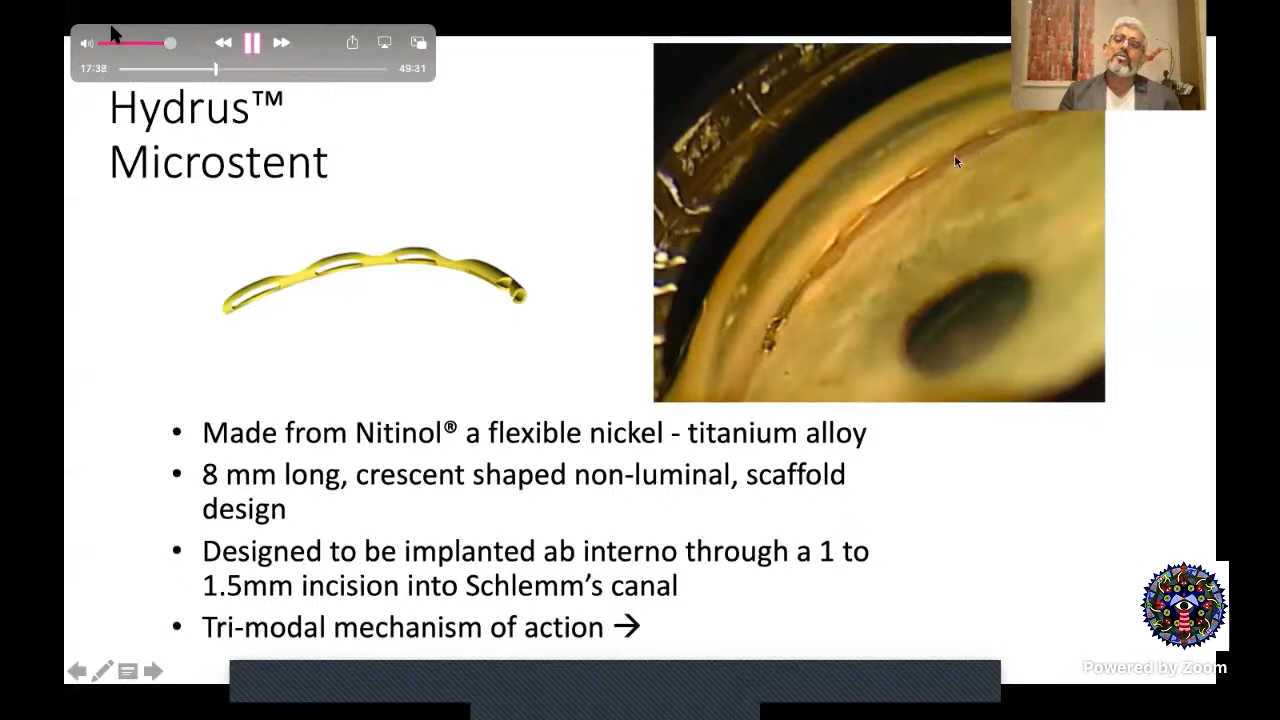 17:38
49:31
Hydrus™
Microstent
• Made from Nitinol® a flexible nickel - titanium alloy
• 8 mm long, crescent shaped non-luminal, scaffold
design
• Designed to be implanted ab interno through a 1 to
1.5mm incision into Schlemm’s canal
• Tri-modal mechanism of action →
Powered by Zoom